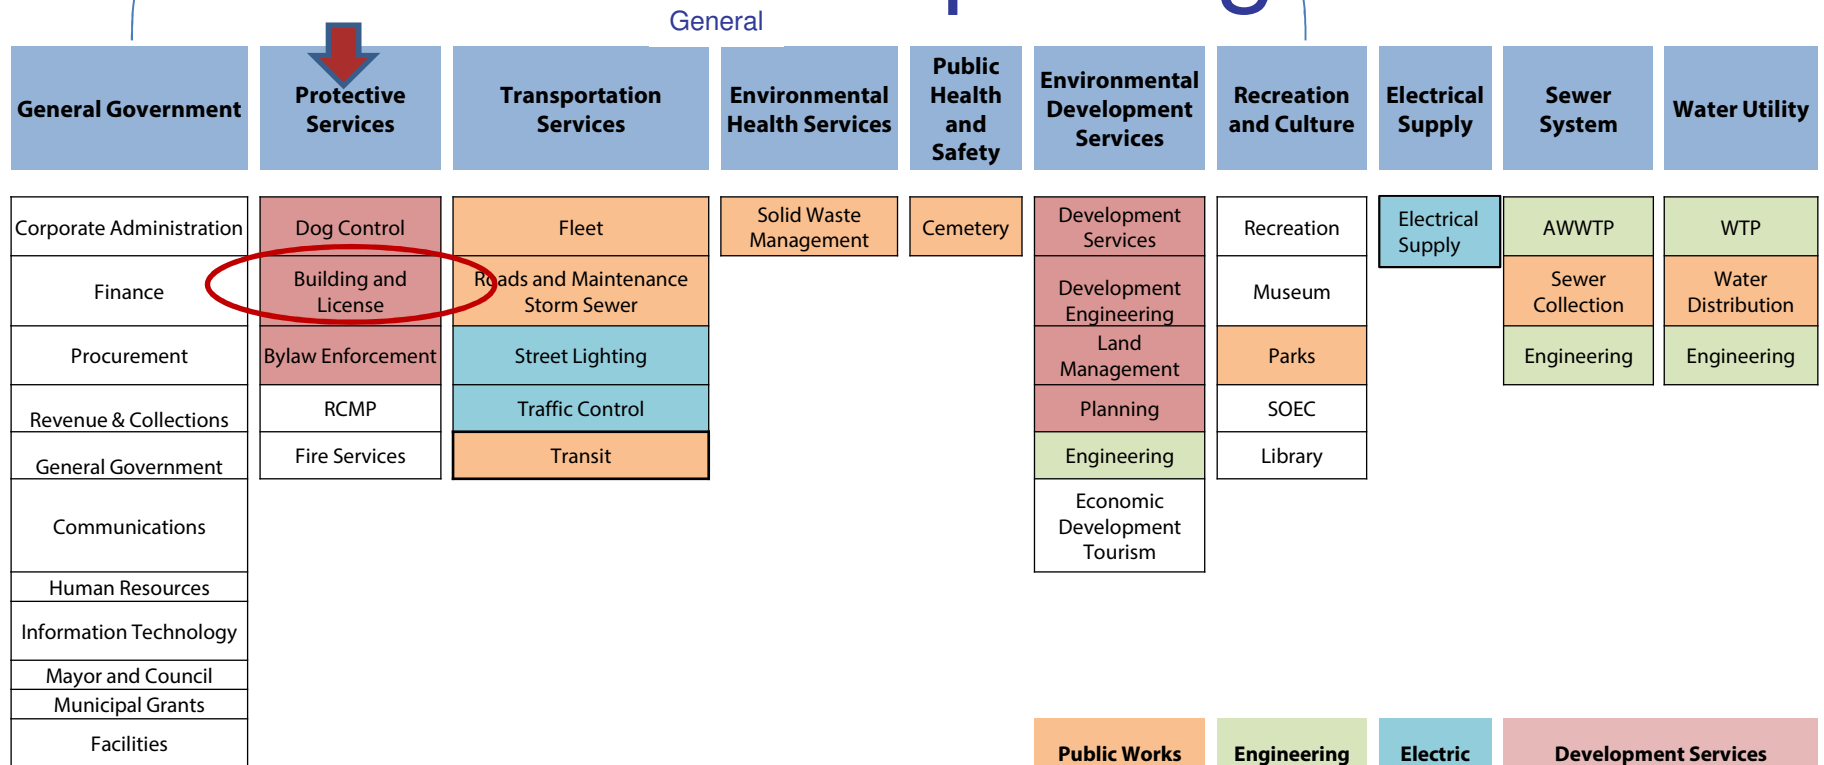 General
General Government
Protective
Services
Transportation
Services
Environmental
Health Services
Public
Health
and
Safety
Environmental
Development
Services
Recreation
and Culture
Electrical
Supply
Sewer
System
Water Utility
Corporate Administration
Finance
Procurement
Revenue & Collections
General Government
Communications
Human Resources
Information Technology
Mayor and Council
Municipal Grants
Facilities
Dog Control
Building and
License
Bylaw Enforcement
RCMP
Fire Services
Fleet
Roads and Maintenance
Storm Sewer
Street Lighting
Traffic Control
Transit
Solid Waste
Management
Cemetery
Development
Services
Development
Engineering
Land
Management
Planning
Engineering
Economic
Development
Tourism
Recreation
Museum
Parks
SOEC
Library
Electrical
Supply
AWWTP
Sewer
Collection
Engineering
WTP
Water
Distribution
Engineering
Public Works
Engineering
Electric
Development Services